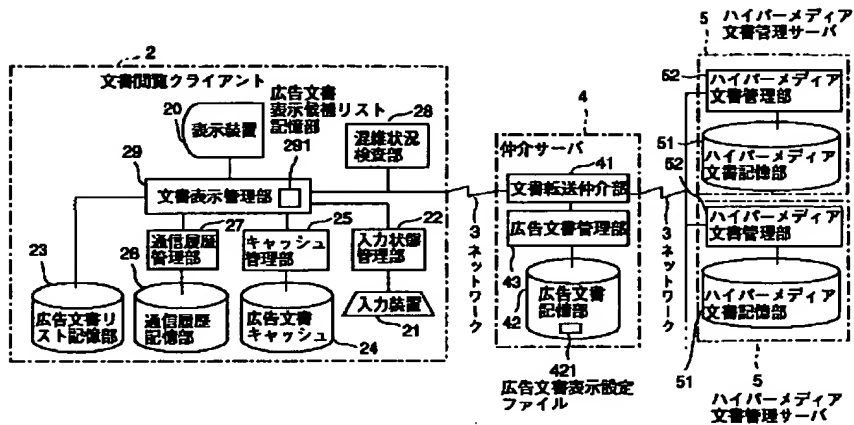 2
文書閲覧クライアント
20
表示装置
広告文書
表示候補リスト
記憶部
291
28
混雑状況
検査部
29
文書表示管理部
27
通信履歴
管理部
25
キャッシュ
管理部
22
入力状態
管理部
23
広告文書リ
スト記憶部
26
通信履歴
記憶部
広告文書
キャッシュ
24
入力装置
21
3
ネットワーク
4
仲介サーバ
41
文書転送仲介部
広告文書管理部
43
42
広告文書
記憶部
421
広告文書表示設定
ファイル
3
ネットワーク
5
ハイパーメディア
文書管理サーバ
52
ハイパーメディア
文書管理部
51
ハイパーメディア
文書記憶部
52
ハイパーメディア
文書管理部
ハイパーメディア
文書記憶部
51
5
ハイパーメディア
文書管理サーバ